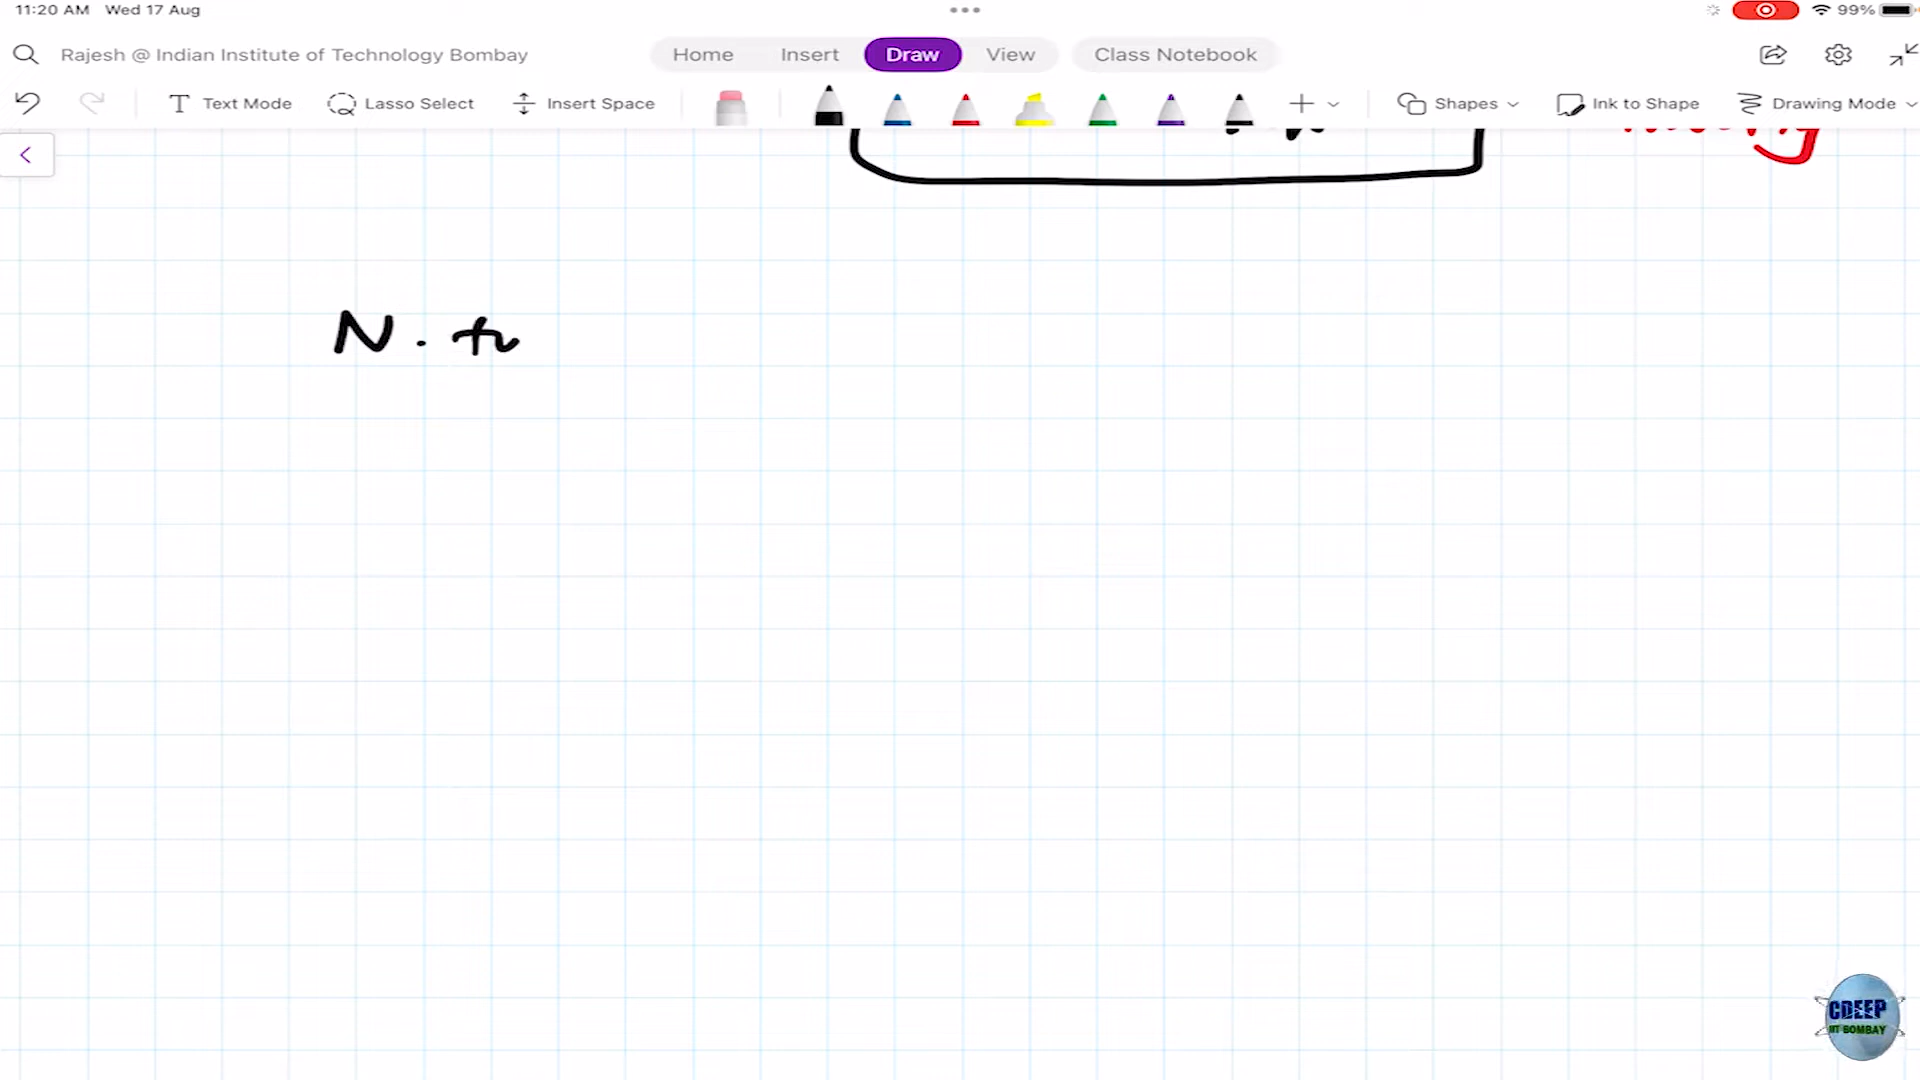 11:20 AM Wed 17 Aug
99%
Rajesh @ Indian Institute of Technology Bombay
Home Insert Draw View Class Notebook
Text Mode Lasso Select Insert Space Shapes Ink to Shape Drawing Mode
N.
CDEEP
IIT BOMBAY